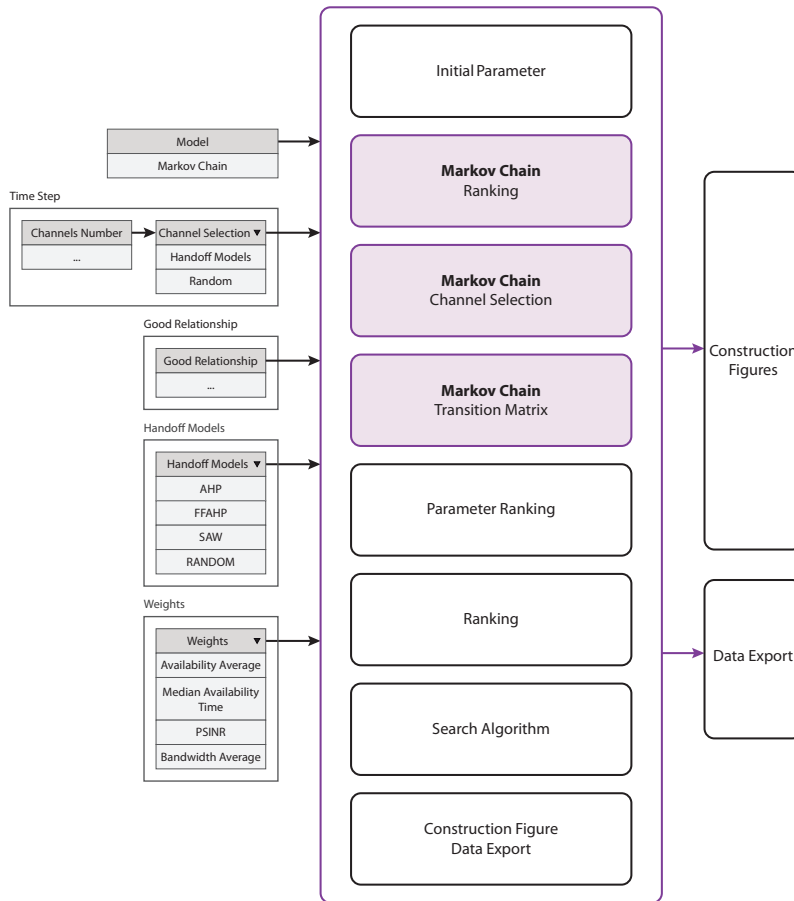 Model
Markov Chain
Time Step
Channels Number
...
Channel Selection
Handoff Models
Random
Good Relationship
Good Relationship
...
Handoff Models
Handoff Models
AHP
FFAHP
SAW
RANDOM
Weights
Weights
Availability Average
Median Availability
Time
PSINR
Bandwidth Average
Initial Parameter
Markov Chain
Ranking
Markov Chain
Channel Selection
Markov Chain
Transition Matrix
Parameter Ranking
Ranking
Search Algorithm
Construction Figure
Data Export
Construction
Figures
Data Export